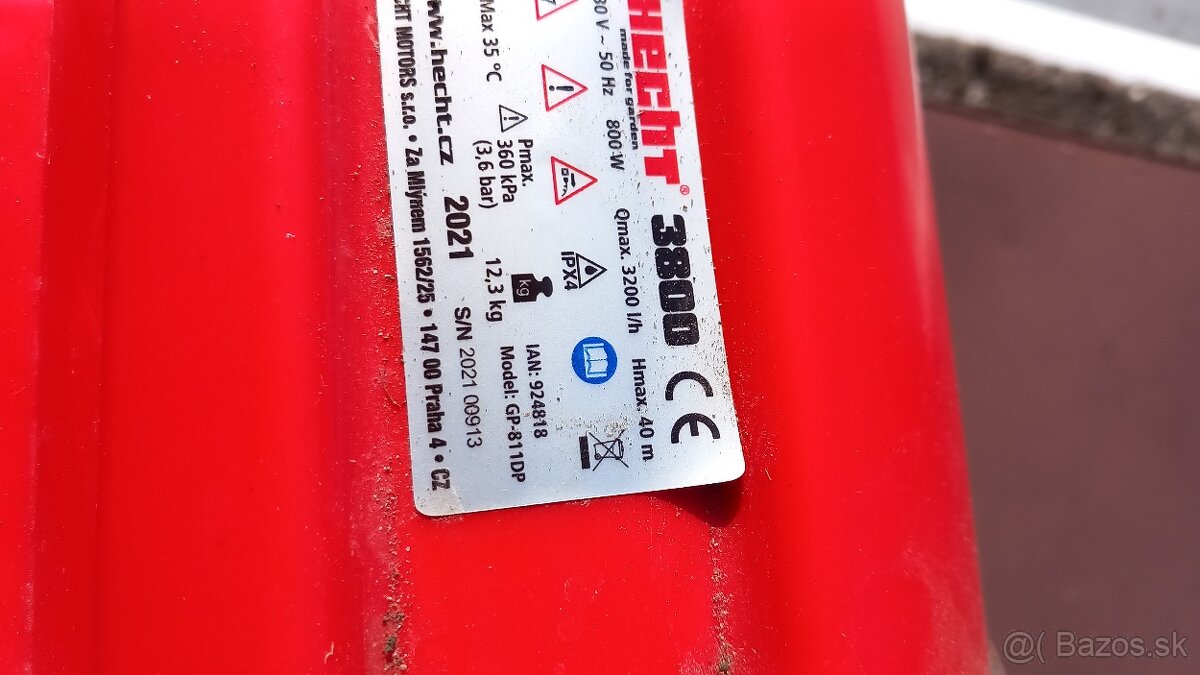 HECHT® 3800 CE
made for garden
~ 50 Hz 800 W Qmax. 3200 l/h Hmax. 40 m
IPX4
Pmax.
360 kPa
(3,6 bar)
kg
12,3 kg
IAN: 924818
Model: GP-811DP
Max 35 °C
www.hecht.cz 2021 S/N 2021 00913
MOTORS s.r.o. • Za Mlýnem 1562/25 • 147 00 Praha 4 • CZ
@( Bazos.sk